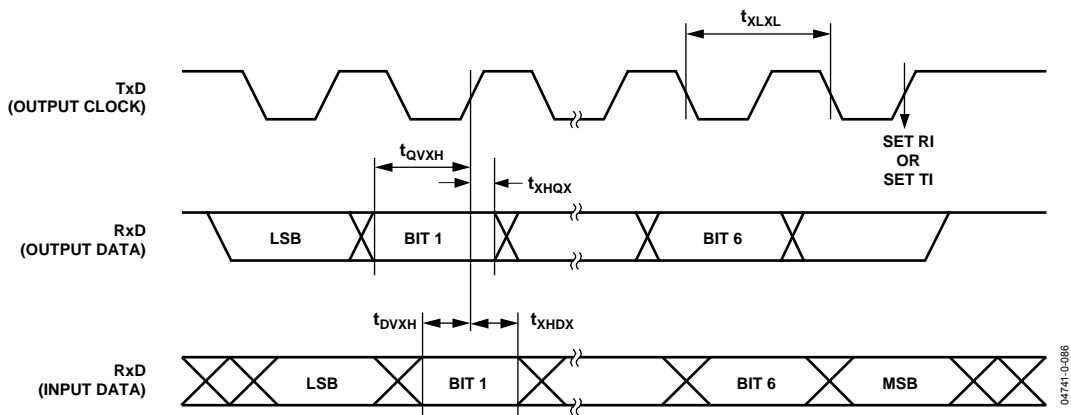 tXLXL
TxD
(OUTPUT CLOCK)
SET RI
OR
SET TI
tQVXH
tXHQX
RxD
(OUTPUT DATA)
LSB
BIT 1
BIT 6
tDVXH
tXHDX
RxD
(INPUT DATA)
LSB
BIT 1
BIT 6
MSB
04741-0-086